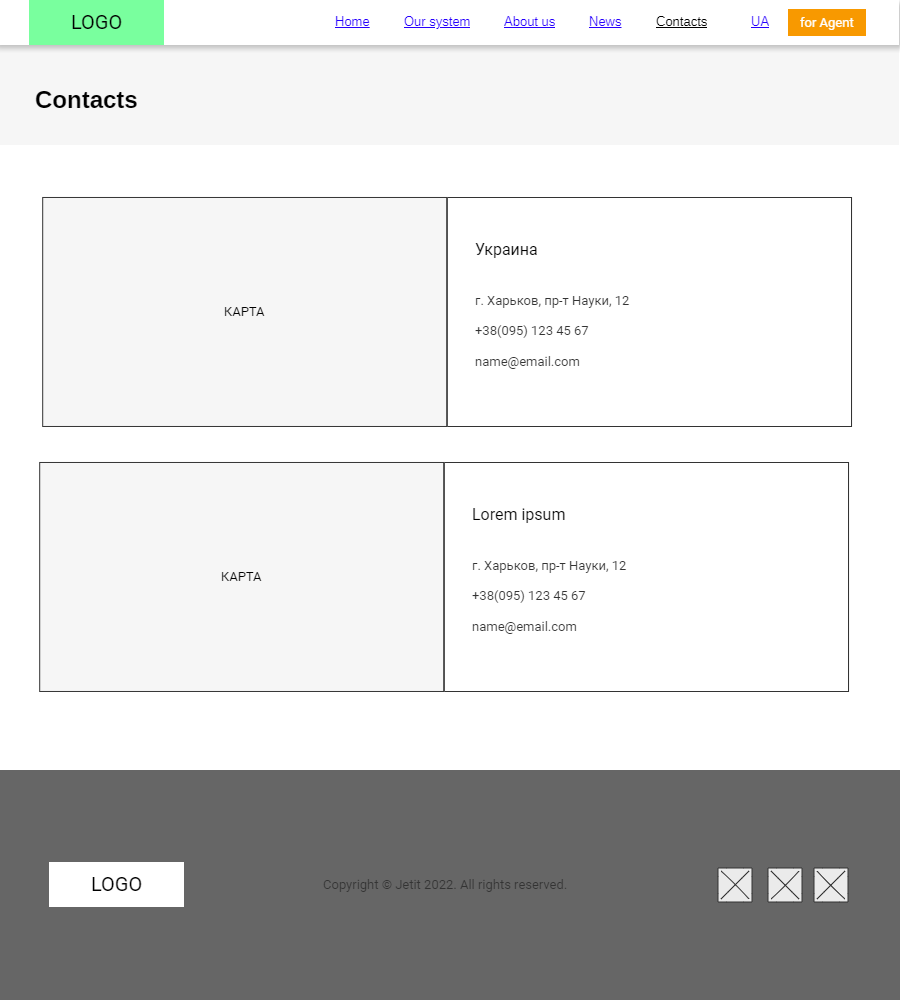 LOGO
Home
Our system
About us
News
Contacts
UA
for Agent
Contacts
КАРТА
Украина
г. Харьков, пр-т Науки, 12
+38(095) 123 45 67
name@email.com
КАРТА
Lorem ipsum
г. Харьков, пр-т Науки, 12
+38(095) 123 45 67
name@email.com
LOGO
Copyright © Jetit 2022. All rights reserved.